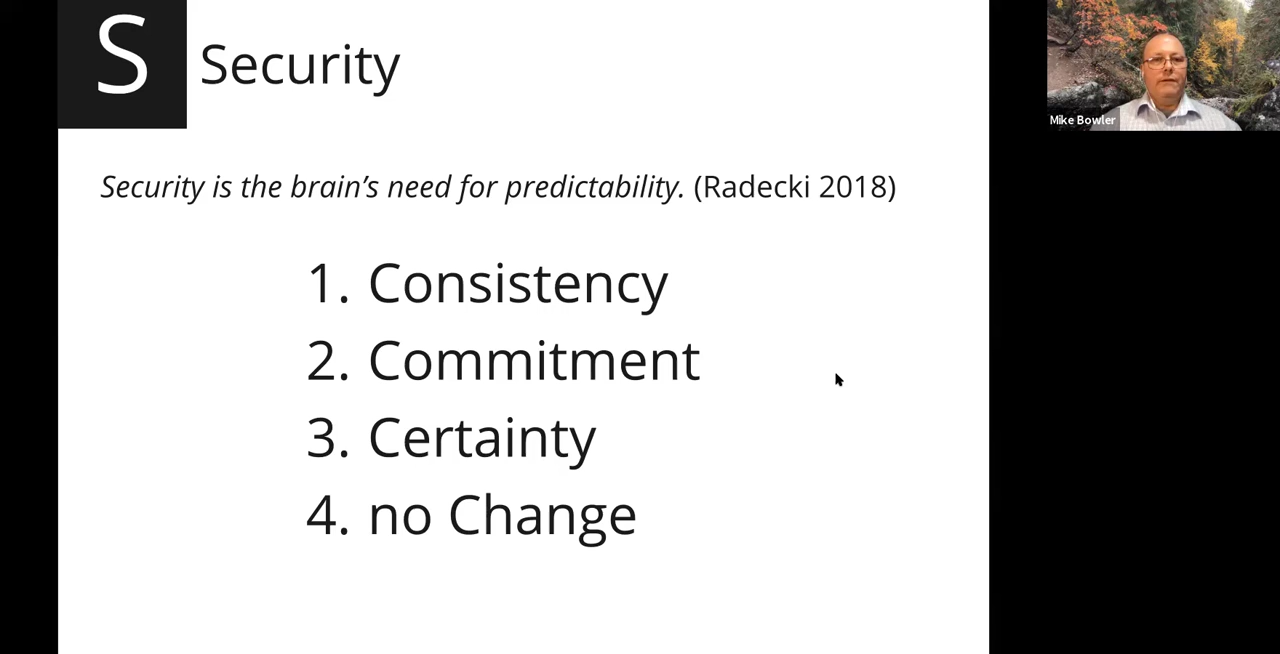 S
Security
Security is the brain’s need for predictability. (Radecki 2018)
1. Consistency
2. Commitment
3. Certainty
4. no Change
Mike Bowler